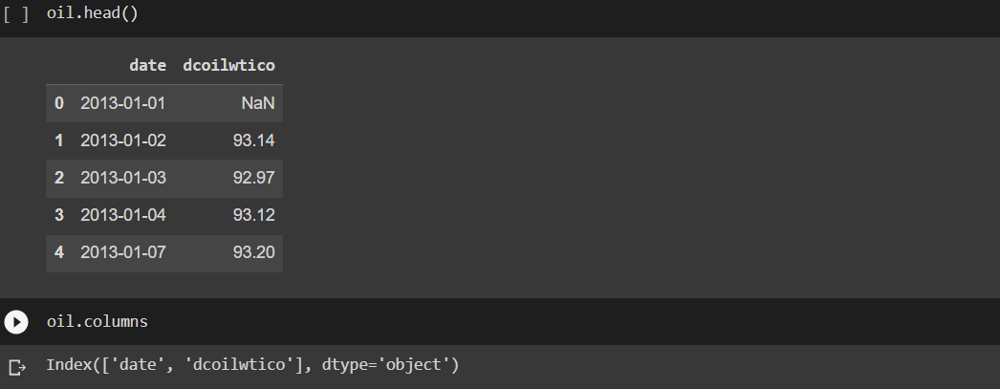 [ ] oil.head()
date dcoilwtico
0 2013-01-01 NaN
1 2013-01-02 93.14
2 2013-01-03 92.97
3 2013-01-04 93.12
4 2013-01-07 93.20
oil.columns
Index(['date', 'dcoilwtico'], dtype='object')